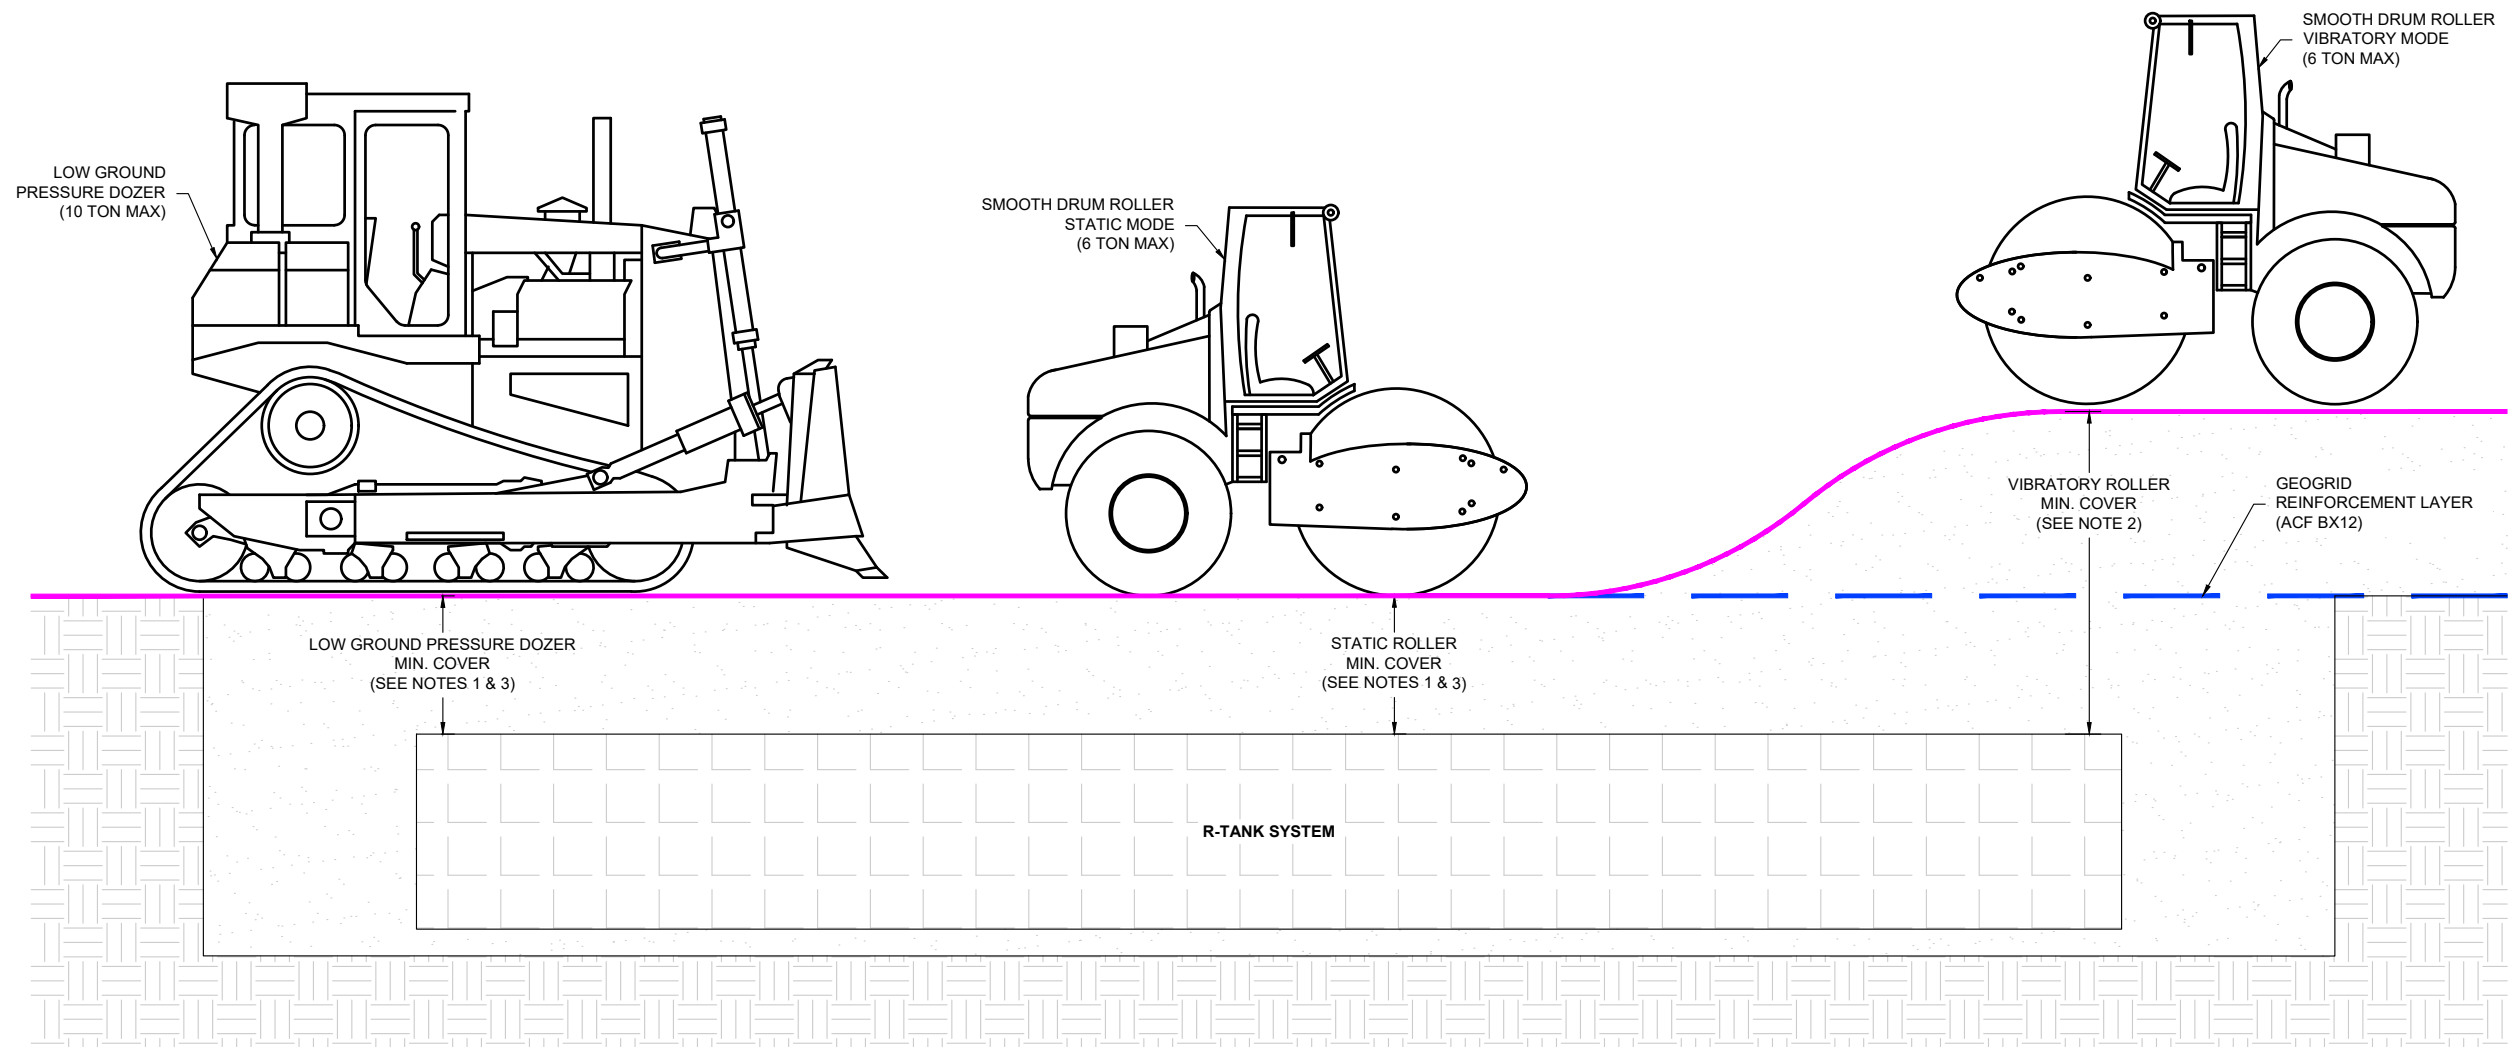 SMOOTH DRUM ROLLER
VIBRATORY MODE
(6 TON MAX)
LOW GROUND
PRESSURE DOZER
(10 TON MAX)
SMOOTH DRUM ROLLER
STATIC MODE
(6 TON MAX)
VIBRATORY ROLLER
MIN. COVER
(SEE NOTE 2)
GEOGRID
REINFORCEMENT LAYER
(ACF BX12)
LOW GROUND PRESSURE DOZER
MIN. COVER
(SEE NOTES 1 & 3)
STATIC ROLLER
MIN. COVER
(SEE NOTES 1 & 3)
R-TANK SYSTEM